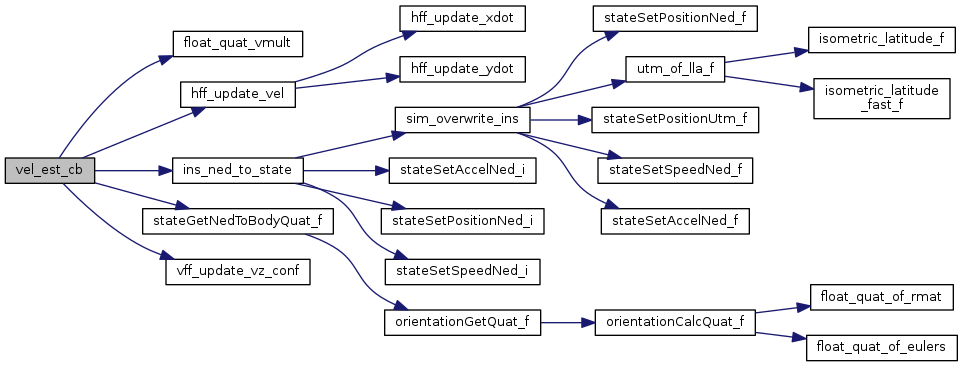 vel_est_cb
float_quat_vmult
hff_update_vel
ins_ned_to_state
stateGetNedToBodyQuat_f
vff_update_vz_conf
hff_update_xdot
hff_update_ydot
sim_overwrite_ins
stateSetAccelNed_i
stateSetPositionNed_i
stateSetSpeedNed_i
orientationGetQuat_f
stateSetPositionNed_f
utm_of_lla_f
stateSetPositionUtm_f
stateSetSpeedNed_f
stateSetAccelNed_f
orientationCalcQuat_f
isometric_latitude_f
isometric_latitude
_fast_f
float_quat_of_rmat
float_quat_of_eulers